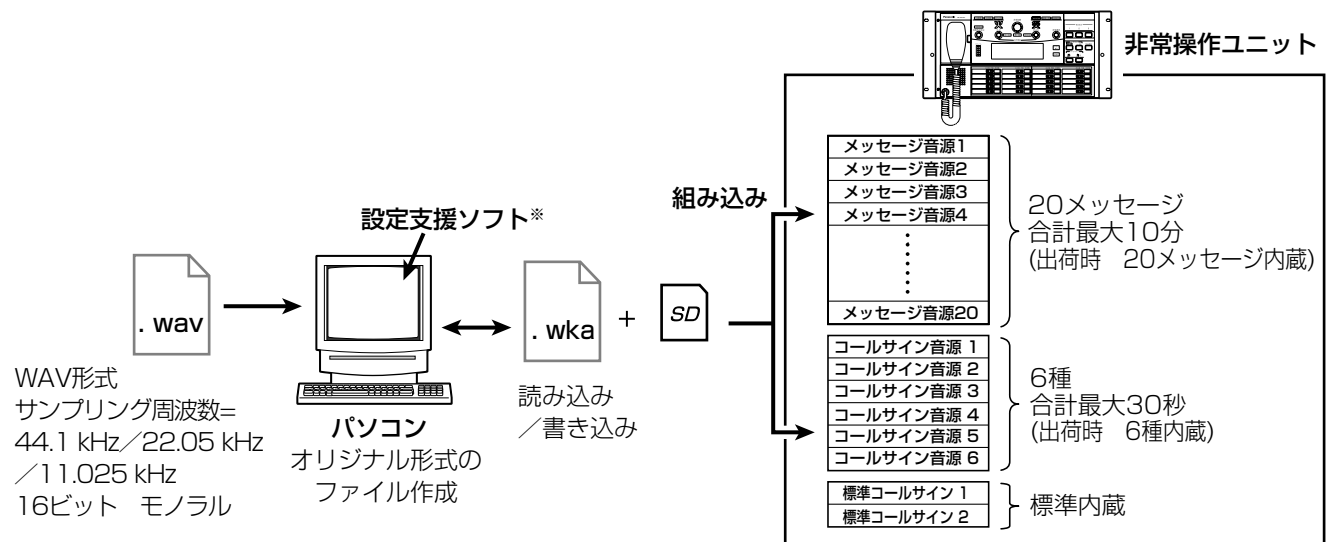 非常操作ユニット
メッセージ音源1
メッセージ音源2
メッセージ音源3
メッセージ音源4
メッセージ音源20
20メッセージ
合計最大10分
(出荷時 20メッセージ内蔵)
組み込み
設定支援ソフト※
. wav
. wka
+
SD
WAV形式
サンプリング周波数=
44.1 kHz/22.05 kHz
/11.025 kHz
16ビット モノラル
パソコン
オリジナル形式の
ファイル作成
読み込み
/書き込み
コールサイン音源 1
コールサイン音源 2
コールサイン音源 3
コールサイン音源 4
コールサイン音源 5
コールサイン音源 6
6種
合計最大30秒
(出荷時 6種内蔵)
標準コールサイン 1
標準コールサイン 2
標準内蔵